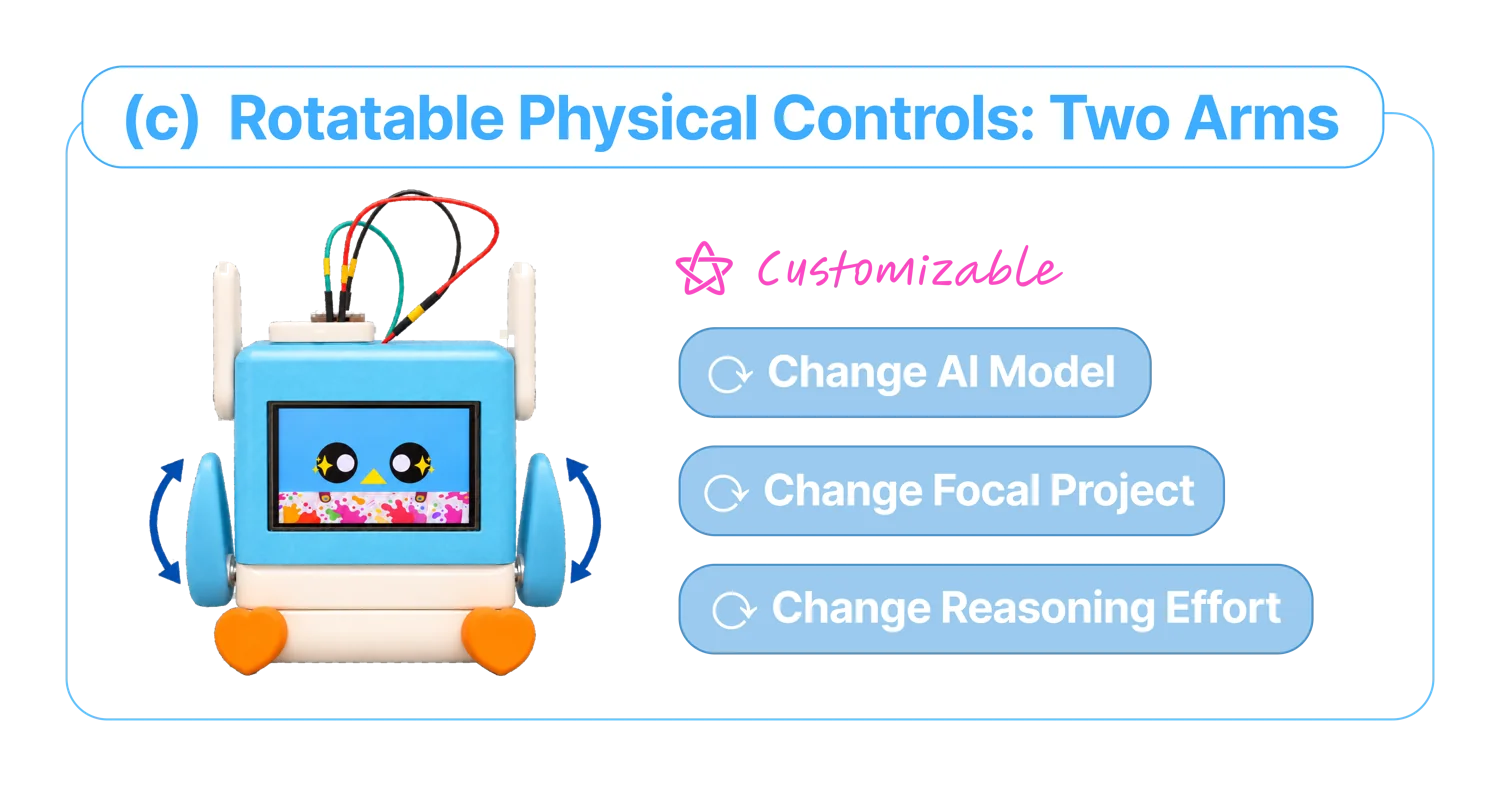 (c) Rotatable Physical Controls: Two Arms
Customizable
Change AI Model
Change Focal Project
Change Reasoning Effort